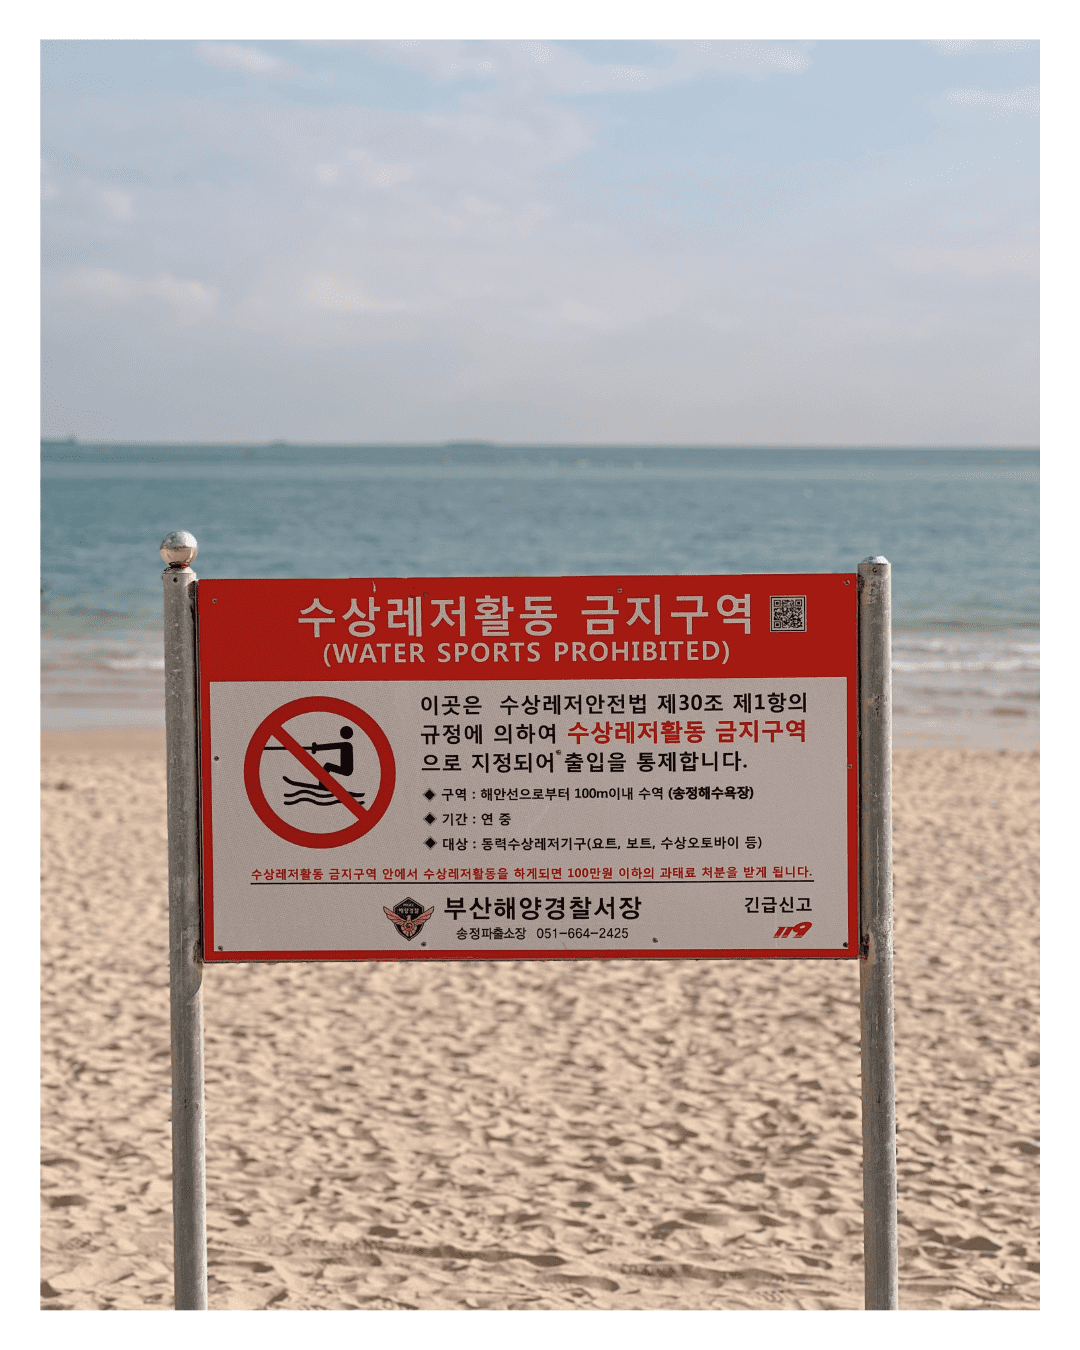 수상레저활동 금지구역
(WATER SPORTS PROHIBITED)
이곳은 수상레저안전법 제30조 제1항의
규정에 의하여 수상레저활동 금지구역
으로 지정되어 출입을 통제합니다.
◆ 구역 : 해안선으로부터 100m이내 수역 (송정해수욕장)
◆ 기간 : 연 중
◆ 대상 : 동력수상레저기구(요트, 보트, 수상오토바이 등)
수상레저활동 금지구역 안에서 수상레저활동을 하게되면 100만원 이하의 과태료 처분을 받게 됩니다.
해양경찰
부산해양경찰서장
송정파출소장 051-664-2425
긴급신고
119